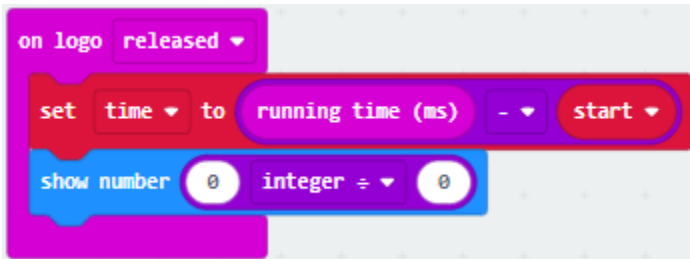 on logo released
set time to running time (ms) - start
show number 0 integer ÷ 0